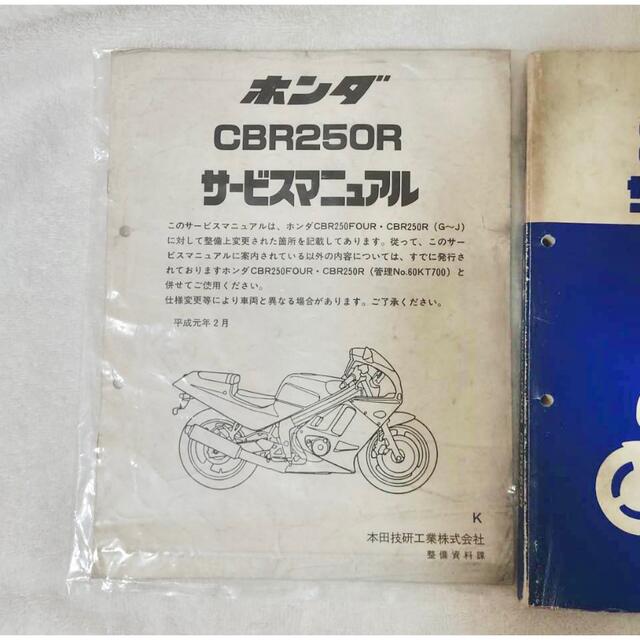 ホンダ
CBR250R
サービスマニュアル
このサービスマニュアルは、ホンダCBR250FOUR・CBR250R（G～J）
に対して整備上変更された箇所を記載してあります。従って、このサー
ビスマニュアルに案内されている以外の内容については、すでに発行さ
れておりますホンダCBR250FOUR・CBR250R（管理No.60KT700）と
併せてご使用ください。
仕様変更等により車両と異なる場合があります。ご了承ください。
平成元年2月
K
本田技研工業株式会社
整備資料課